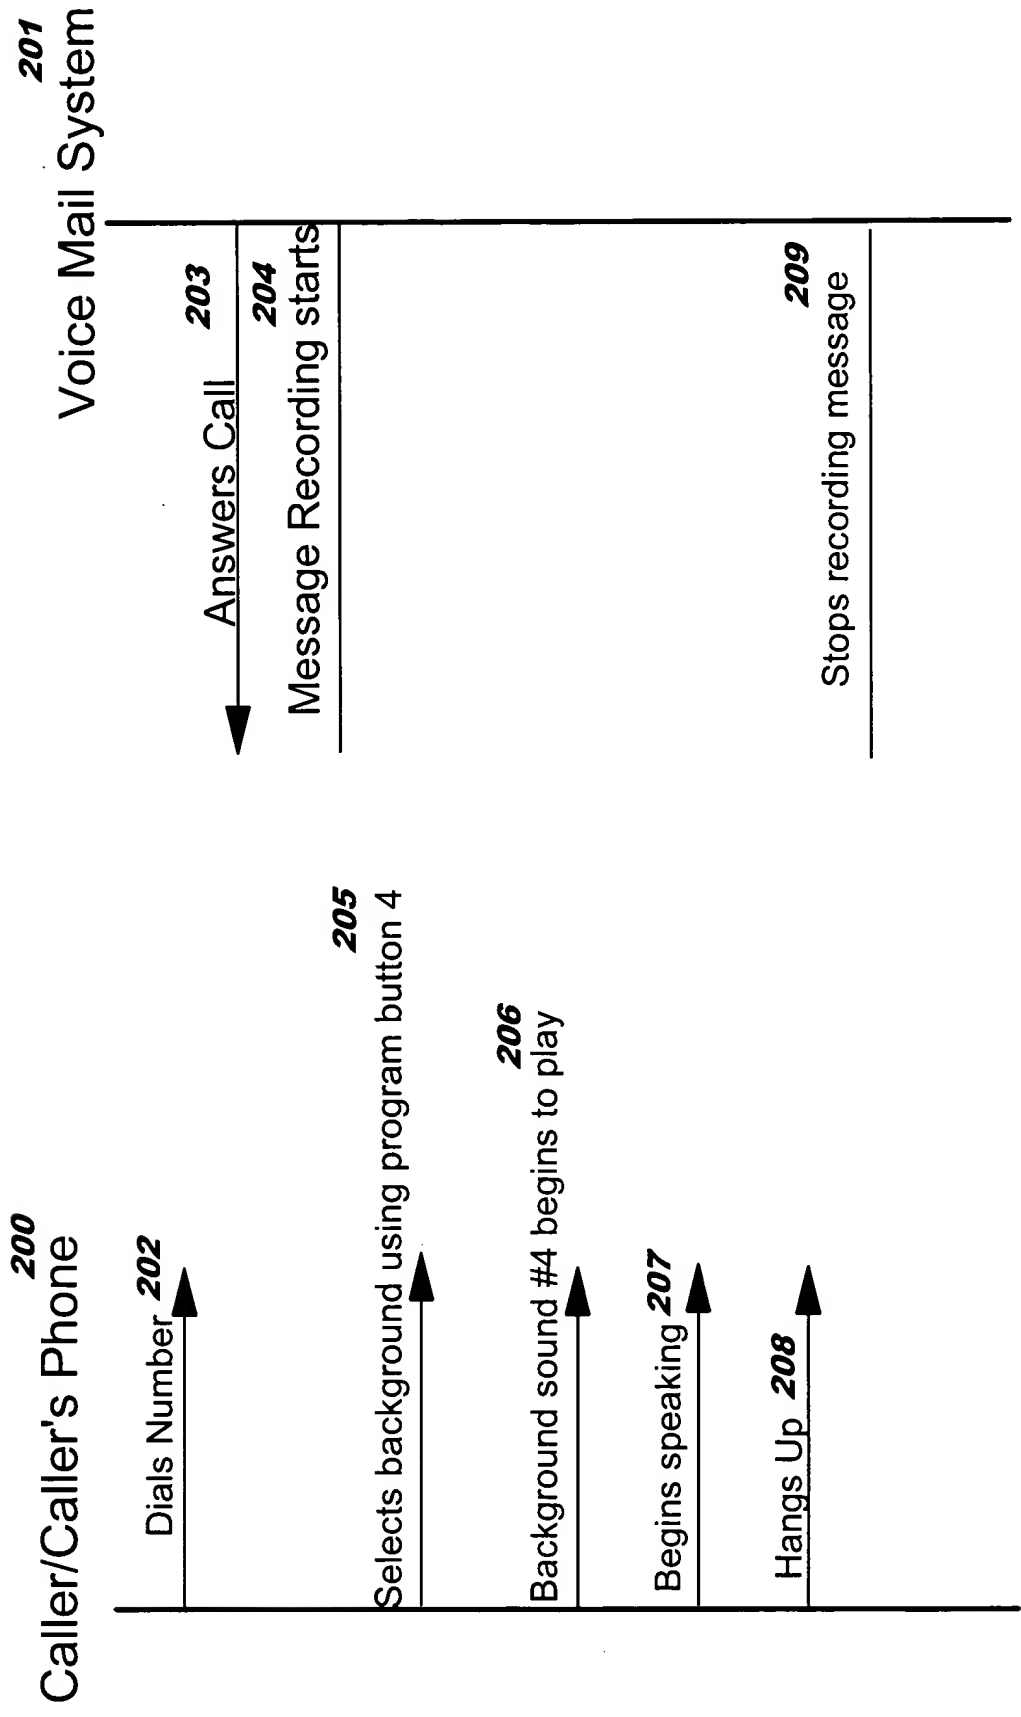 200
Caller/Caller's Phone
201
Voice Mail System
Dials Number 202
203
Answers Call
204
Message Recording starts
205
Selects background using program button 4
206
Background sound #4 begins to play
Begins speaking 207
Hangs Up 208
209
Stops recording message